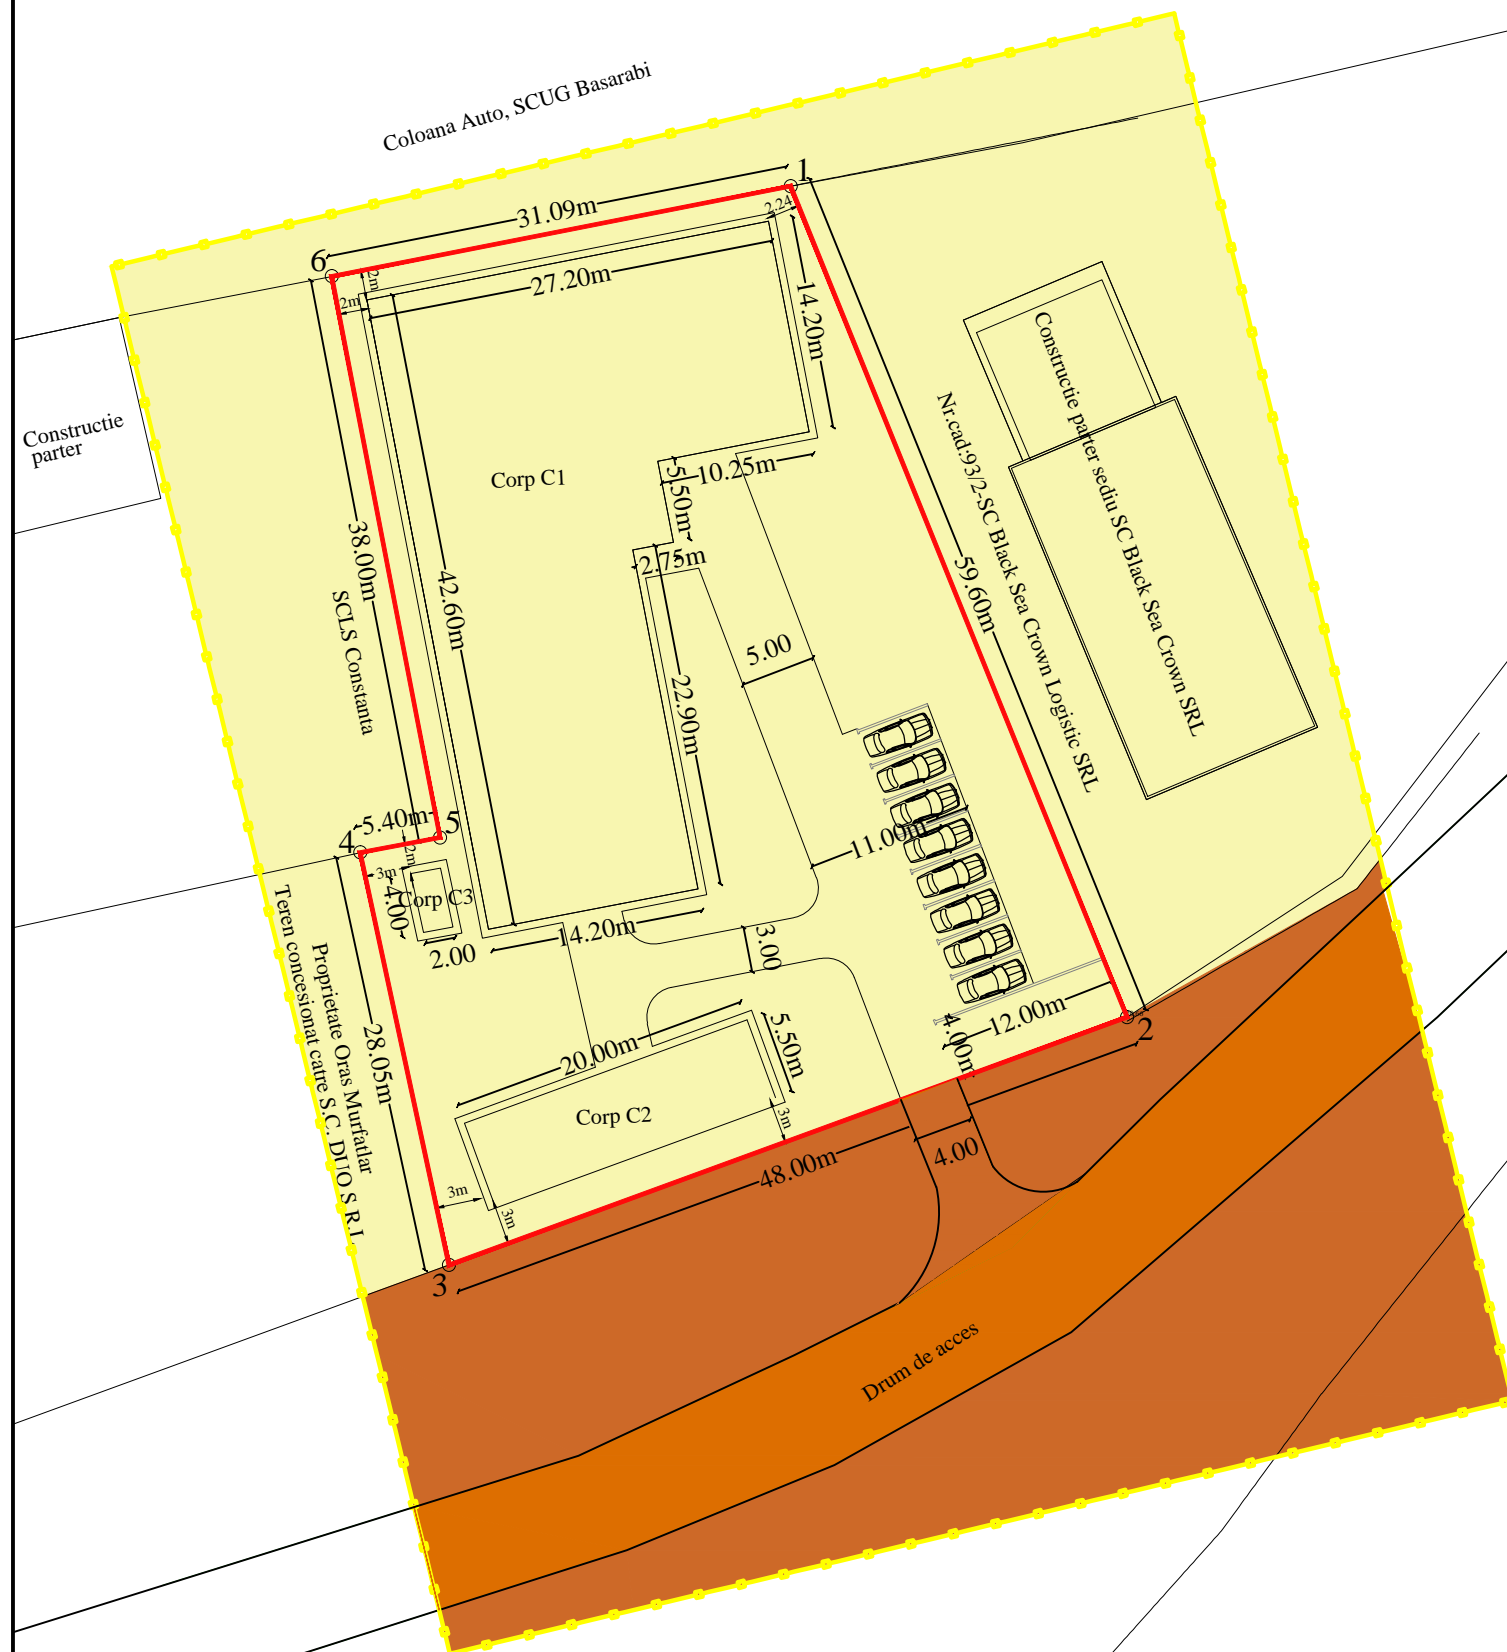 Coloana Auto, SCUG Basarabi
1
31.09m
2.24
6
2m
2m
27.20m
14.20m
Constructie
parter
Corp C1
10.25m
5.50m
2.75m
38.00m
SCLS Constanta
42.60m
22.90m
5.00
59.60m
Nr.cad:93/2-SC Black Sea Crown Logistic SRL
Constructie parter sediu SC Black Sea Crown SRL
5.40m
5
4
2m
3m
4.00
Corp C3
2.00
14.20m
3.00
11.00m
12.00m
4.00m
2
Teren concesionat catre S.C. DUO S.R.L
Proprietate Oras Murfatlar
28.05m
20.00m
5.50m
Corp C2
3m
3m
3m
48.00m
4.00
3
Drum de acces